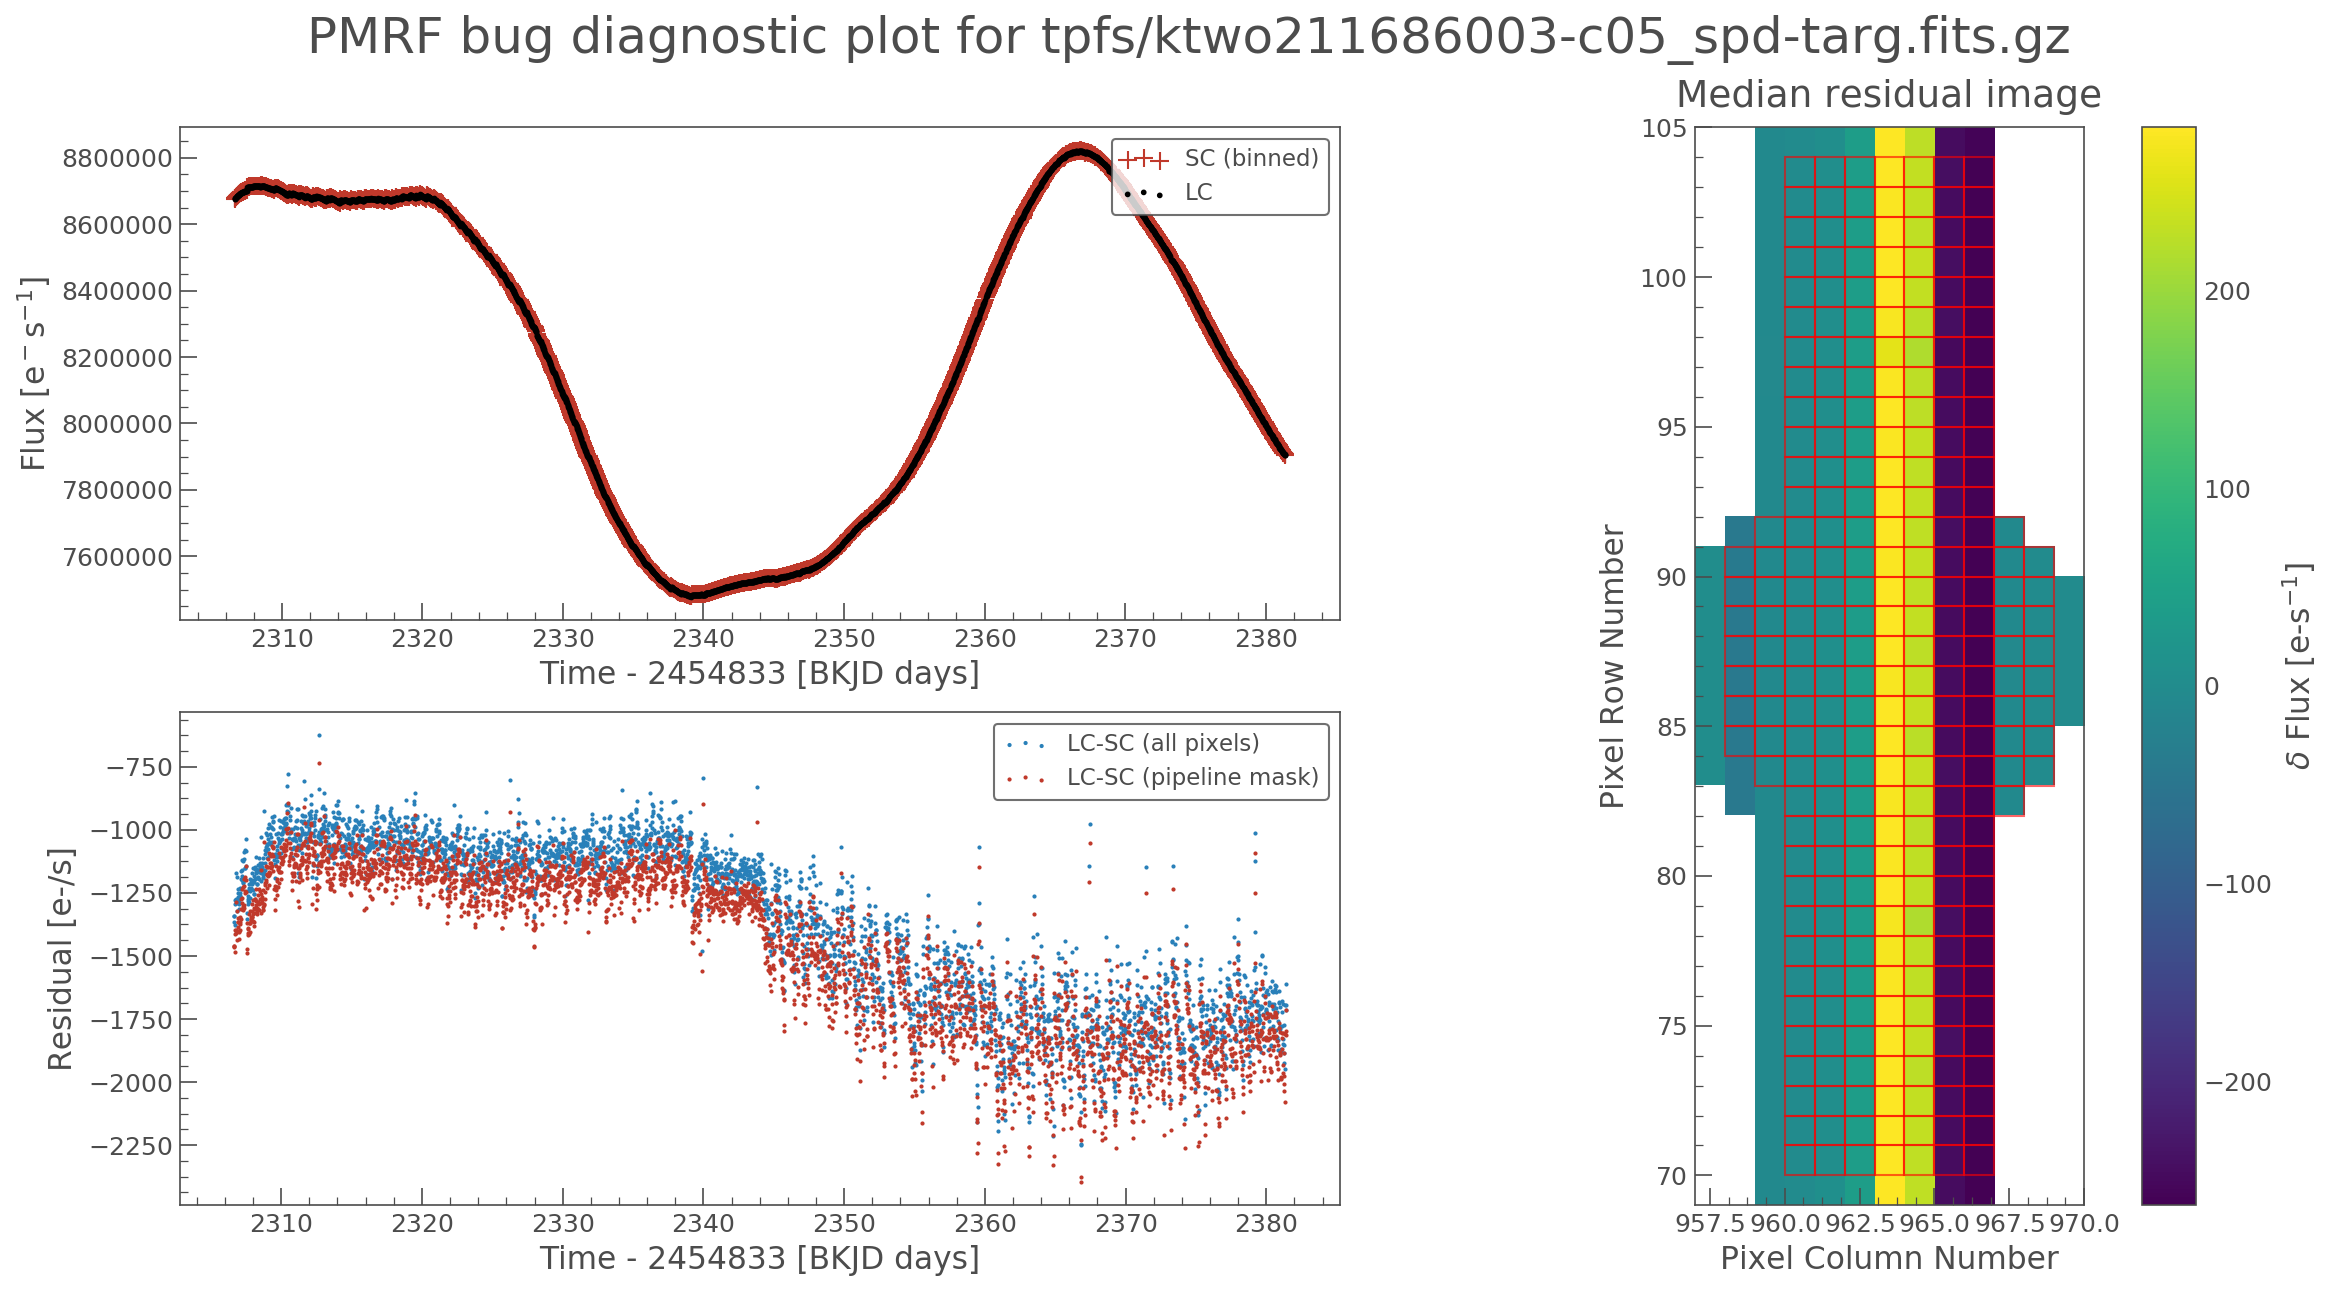 PMRF bug diagnostic plot for tpfs/ktwo211686003-c05_spd-targ.fits.gz
8800000
8600000
8400000
8200000
8000000
7800000
7600000
Flux [e⁻ s⁻¹]
SC (binned)
LC
2310 2320 2330 2340 2350 2360 2370 2380
Time - 2454833 [BKJD days]
−750
−1000
−1250
−1500
−1750
−2000
−2250
Residual [e-/s]
LC-SC (all pixels)
LC-SC (pipeline mask)
2310 2320 2330 2340 2350 2360 2370 2380
Time - 2454833 [BKJD days]
Median residual image
105
100
95
90
85
80
75
70
Pixel Row Number
957.5 960.0 962.5 965.0 967.5 970.0
Pixel Column Number
200
100
0
−100
−200
δ Flux [e-s⁻¹]